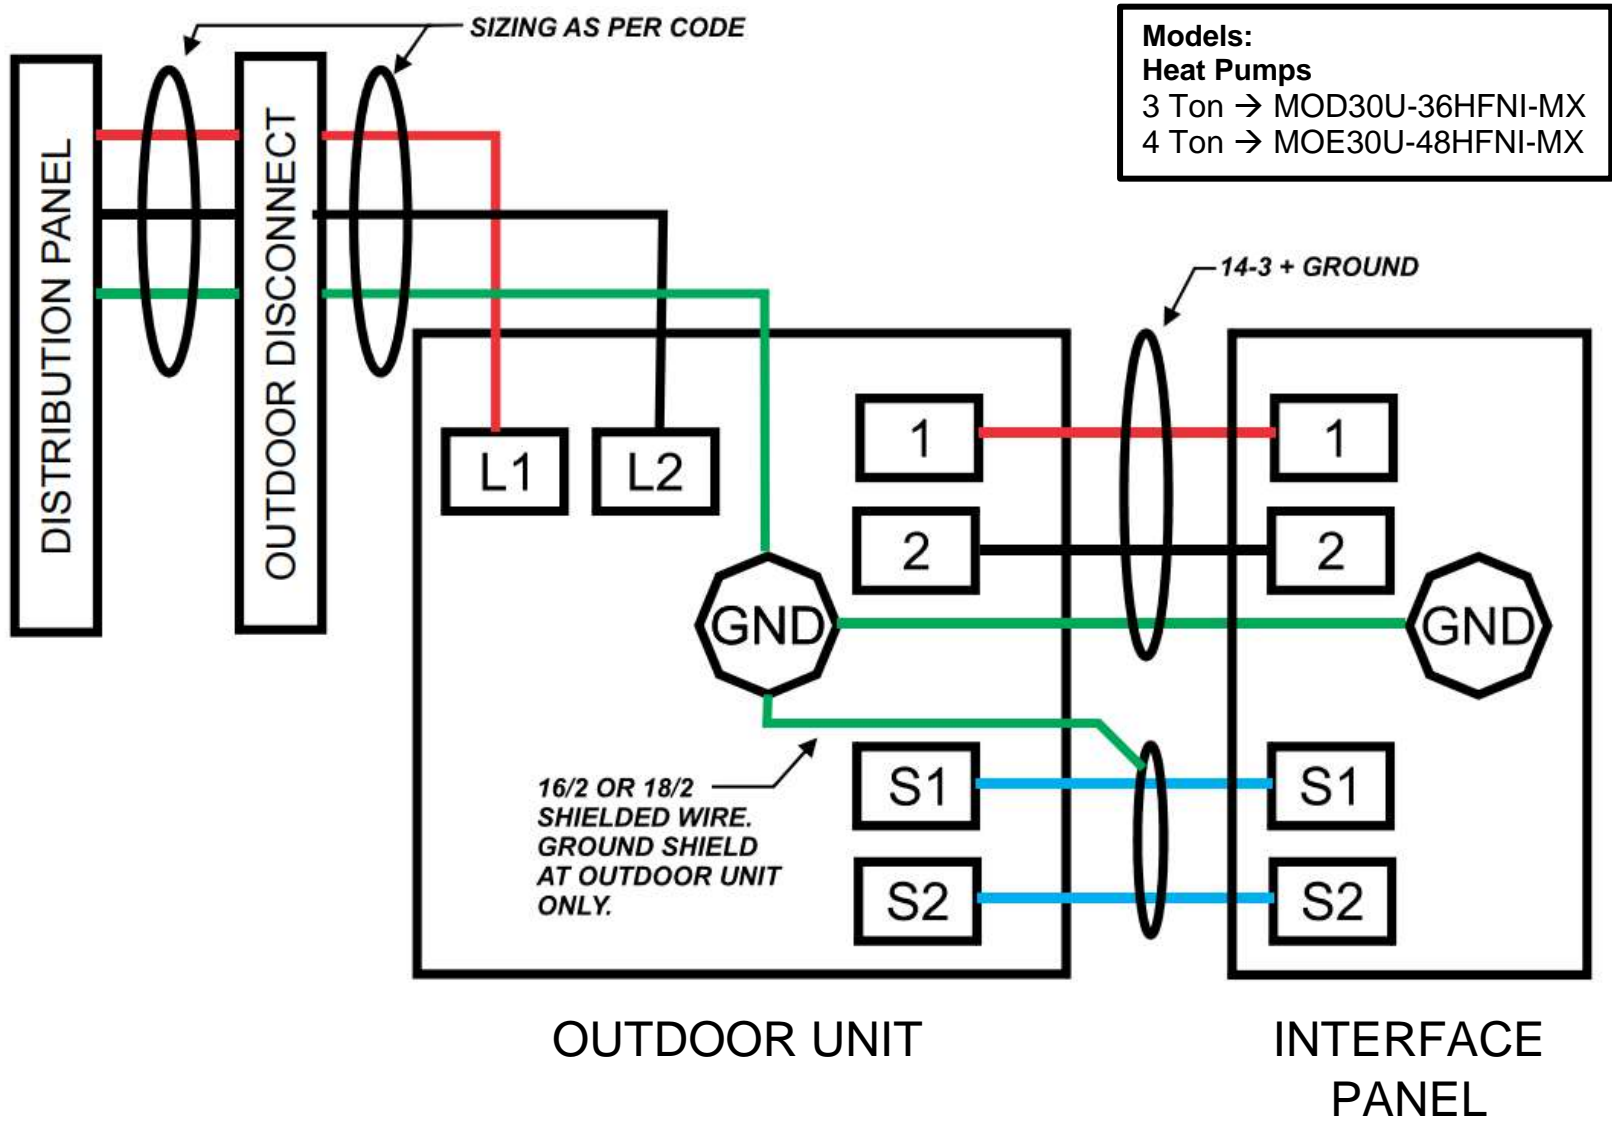 SIZING AS PER CODE
Models:
Heat Pumps
3 Ton → MOD30U-36HFNI-MX
4 Ton → MOE30U-48HFNI-MX
DISTRIBUTION PANEL
OUTDOOR DISCONNECT
14-3 + GROUND
L1
L2
1
1
2
2
GND
GND
16/2 OR 18/2
SHIELDED WIRE.
GROUND SHIELD
AT OUTDOOR UNIT
ONLY.
S1
S1
S2
S2
OUTDOOR UNIT
INTERFACE
PANEL